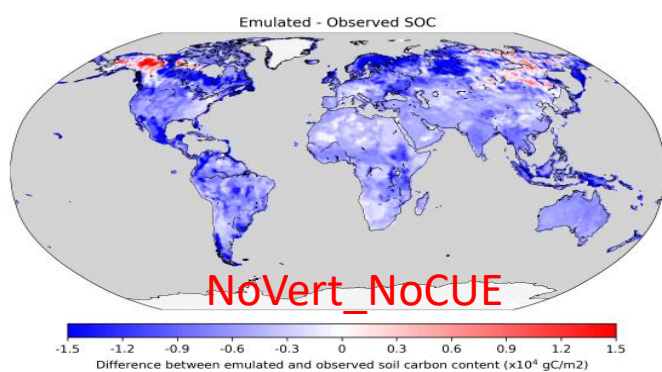 Emulated - Observed SOC
NoVert_NoCUE
-1.5 -1.2 -0.9 -0.6 -0.3 0 0.3 0.6 0.9 1.2 1.5
Difference between emulated and observed soil carbon content (x10⁴ gC/m2)